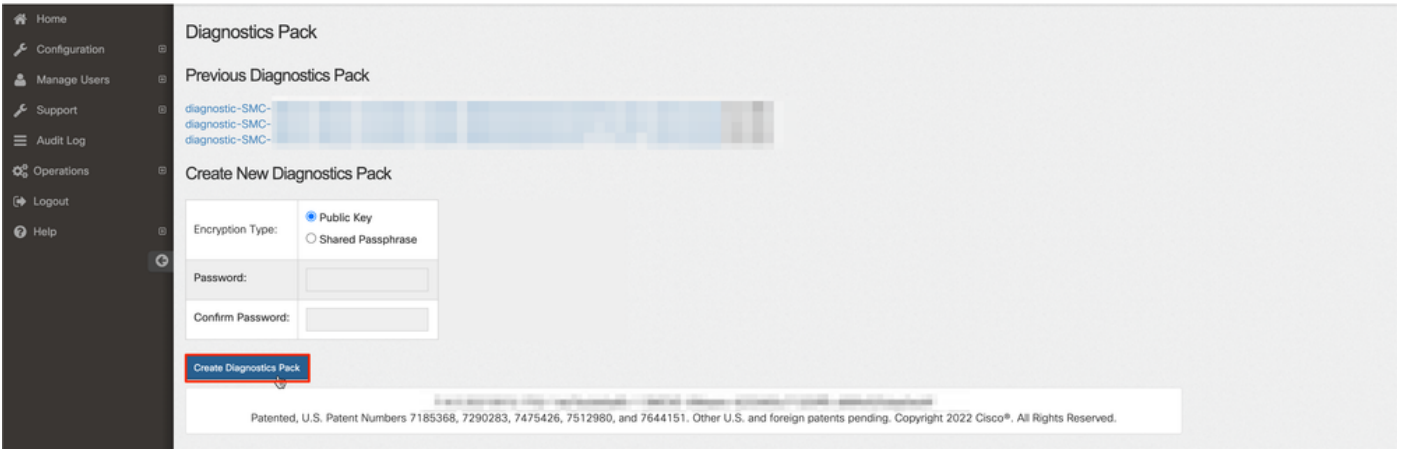 Home
Configuration
Manage Users
Support
Audit Log
Operations
Logout
Help
Diagnostics Pack
Previous Diagnostics Pack
diagnostic-SMC-
diagnostic-SMC-
diagnostic-SMC-
Create New Diagnostics Pack
Encryption Type:
Public Key
Shared Passphrase
Password:
Confirm Password:
Create Diagnostics Pack
Patented, U.S. Patent Numbers 7185368, 7290283, 7475426, 7512980, and 7644151. Other U.S. and foreign patents pending. Copyright 2022 Cisco®. All Rights Reserved.